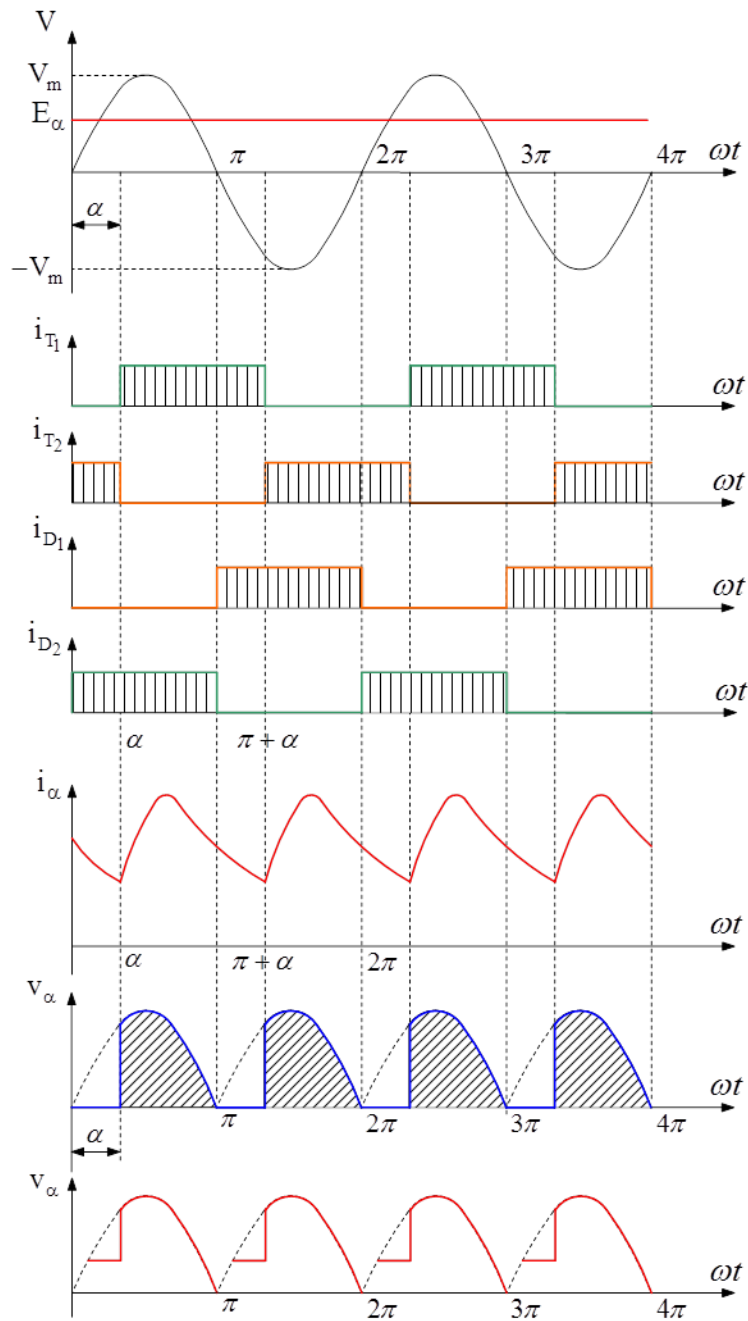 V
V_m
E_α
π 2π 3π 4π ωt
α
−V_m
i_T₁
ωt
i_T₂
ωt
i_D₁
ωt
i_D₂
ωt
α π + α
i_α
ωt
α π + α 2π
v_α
ωt
π 2π 3π 4π
α
v_α
ωt
π 2π 3π 4π